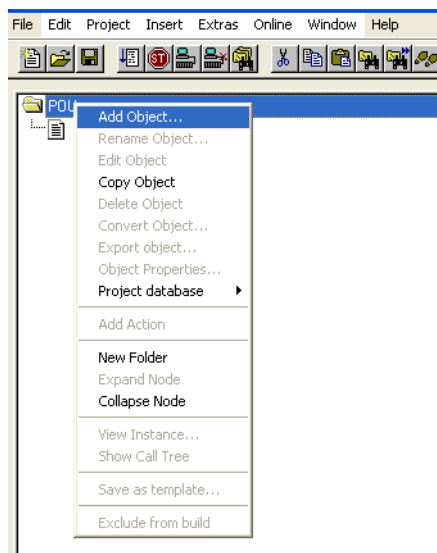 File Edit Project Insert Extras Online Window Help
Add Object...
Rename Object...
Edit Object
Copy Object
Delete Object
Convert Object...
Export object...
Object Properties...
Project database
Add Action
New Folder
Expand Node
Collapse Node
View Instance...
Show Call Tree
Save as template...
Exclude from build